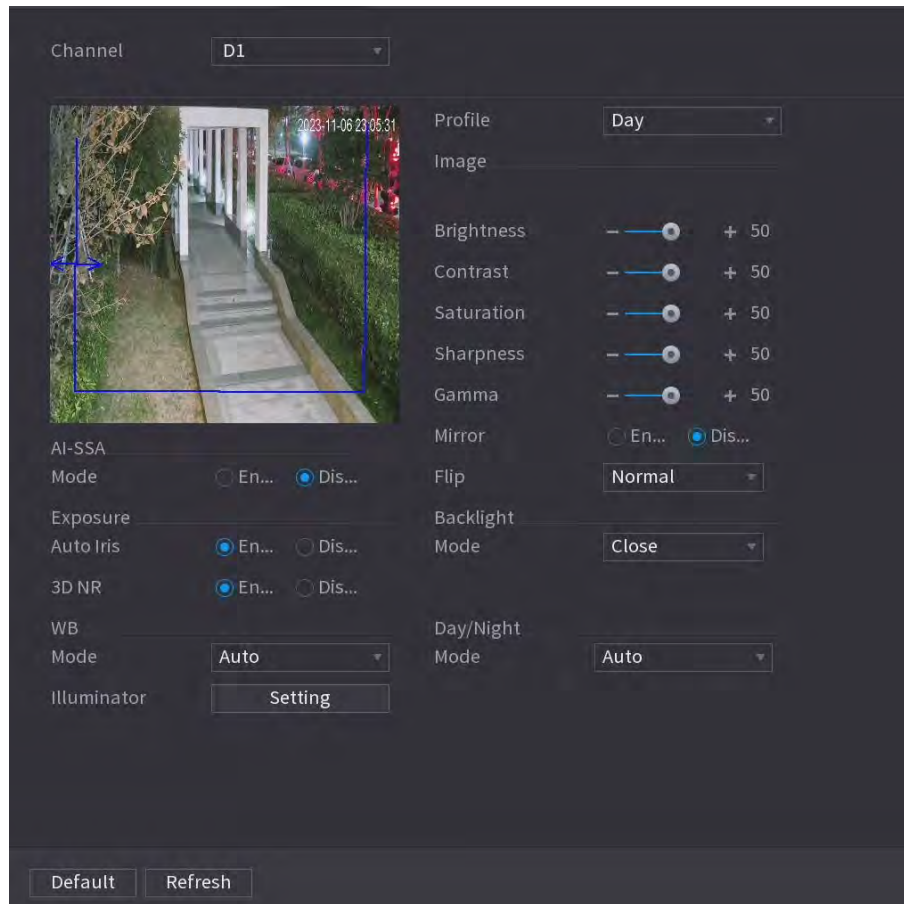 Channel D1
2023-11-06 23:05:31
Profile Day
Image
Brightness - + 50
Contrast - + 50
Saturation - + 50
Sharpness - + 50
Gamma - + 50
Mirror En... Dis...
Flip Normal
AI-SSA
Mode En... Dis...
Exposure
Auto Iris En... Dis...
3D NR En... Dis...
Backlight
Mode Close
WB
Mode Auto
Illuminator Setting
Day/Night
Mode Auto
Default Refresh